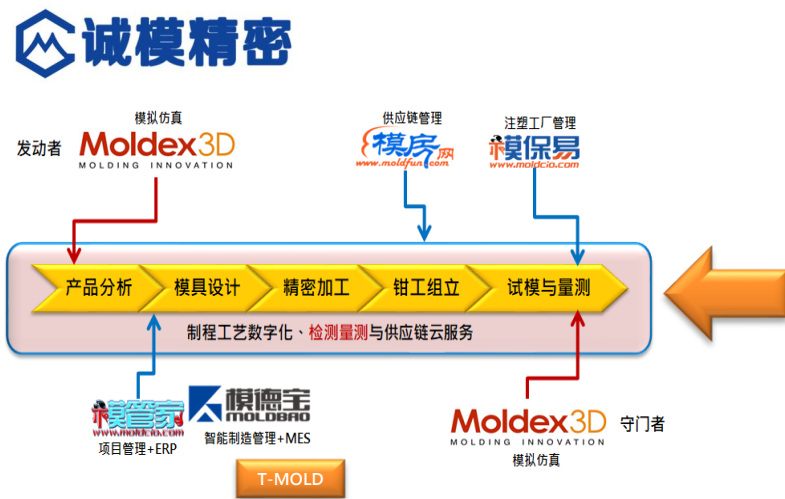 诚模精密
模拟仿真
发动者
Moldex3D
MOLDING INNOVATION
供应链管理
模房网
www.moldfun.com
注塑工厂管理
模保易
www.moldcio.com
产品分析
模具设计
精密加工
钳工组立
试模与量测
制程工艺数字化、检测量测与供应链云服务
模管家
www.moldcio.com
项目管理+ERP
模德宝
MOLDBAO
智能制造管理+MES
Moldex3D
MOLDING INNOVATION
守门者
模拟仿真
T-MOLD